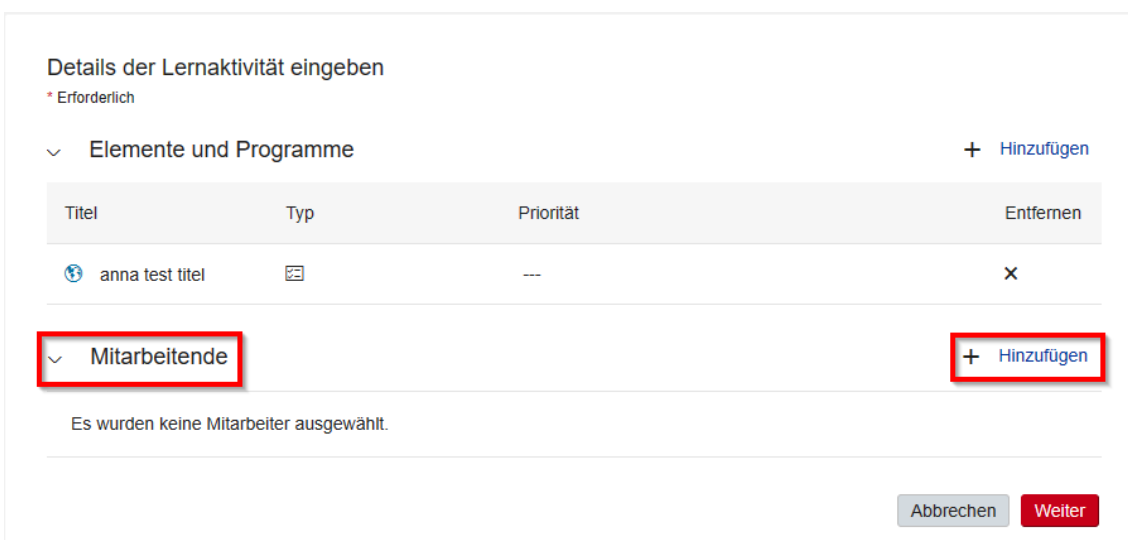 Details der Lernaktivität eingeben
* Erforderlich
Elemente und Programme + Hinzufügen
Titel Typ Priorität Entfernen
anna test titel --- ×
Mitarbeitende + Hinzufügen
Es wurden keine Mitarbeiter ausgewählt.
Abbrechen Weiter